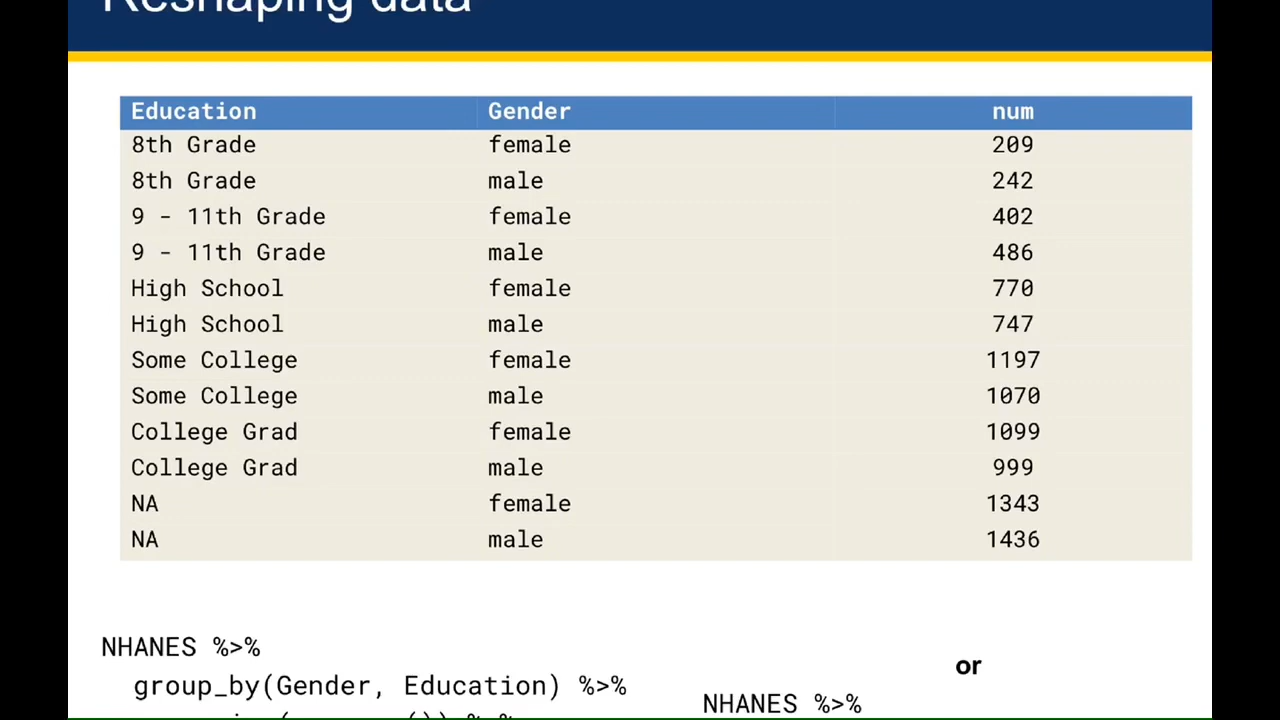 Reshaping data
Education Gender num
8th Grade female 209
8th Grade male 242
9 - 11th Grade female 402
9 - 11th Grade male 486
High School female 770
High School male 747
Some College female 1197
Some College male 1070
College Grad female 1099
College Grad male 999
NA female 1343
NA male 1436
NHANES %>%
group_by(Gender, Education) %>%
or
NHANES %>%